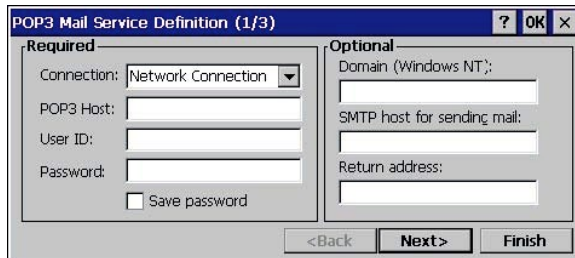 POP3 Mail Service Definition (1/3) ? OK ×
Required
Connection: Network Connection
POP3 Host:
User ID:
Password:
Save password
Optional
Domain (Windows NT):
SMTP host for sending mail:
Return address:
<Back Next> Finish